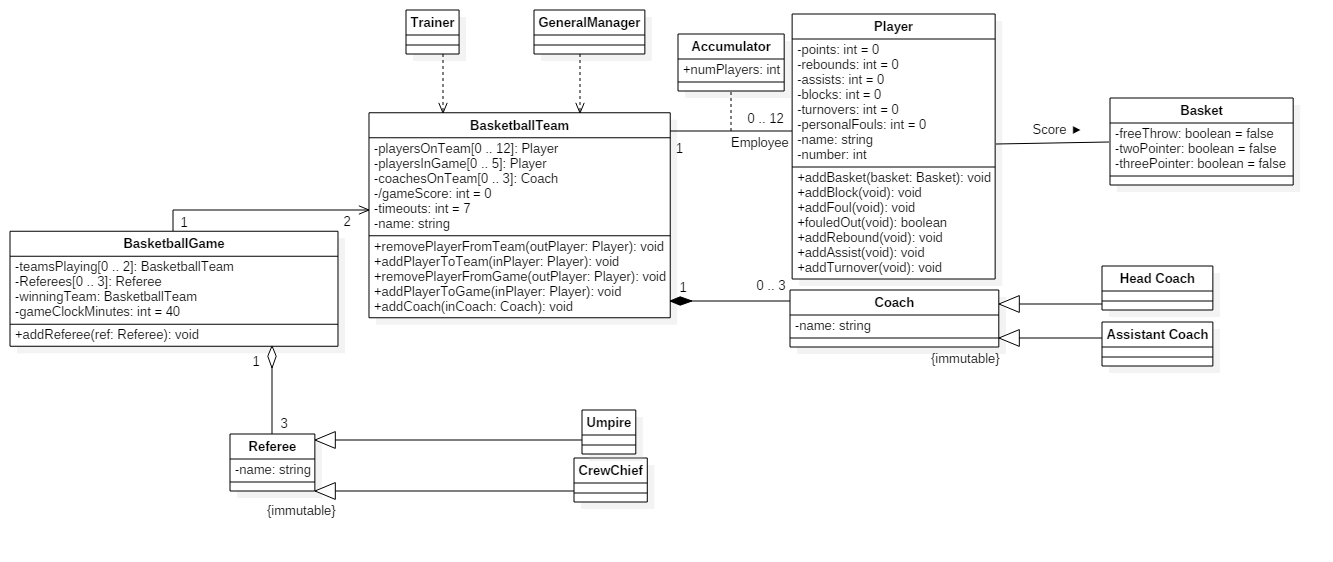 Trainer
GeneralManager
Accumulator
+numPlayers: int
Player
-points: int = 0
-rebounds: int = 0
-assists: int = 0
-blocks: int = 0
-turnovers: int = 0
-personalFouls: int = 0
-name: string
-number: int
+addBasket(basket: Basket): void
+addBlock(void): void
+addFoul(void): void
+fouledOut(void): boolean
+addRebound(void): void
+addAssist(void): void
+addTurnover(void): void
Basket
-freeThrow: boolean = false
-twoPointer: boolean = false
-threePointer: boolean = false
Score ►
0 .. 12
Employee
1
BasketballTeam
-playersOnTeam[0 .. 12]: Player
-playersInGame[0 .. 5]: Player
-coachesOnTeam[0 .. 3]: Coach
-/gameScore: int = 0
-timeouts: int = 7
-name: string
+removePlayerFromTeam(outPlayer: Player): void
+addPlayerToTeam(inPlayer: Player): void
+removePlayerFromGame(outPlayer: Player): void
+addPlayerToGame(inPlayer: Player): void
+addCoach(inCoach: Coach): void
1
2
BasketballGame
-teamsPlaying[0 .. 2]: BasketballTeam
-Referees[0 .. 3]: Referee
-winningTeam: BasketballTeam
-gameClockMinutes: int = 40
+addReferee(ref: Referee): void
1
0 .. 3
Coach
-name: string
{immutable}
Head Coach
Assistant Coach
1
3
Referee
-name: string
{immutable}
Umpire
CrewChief